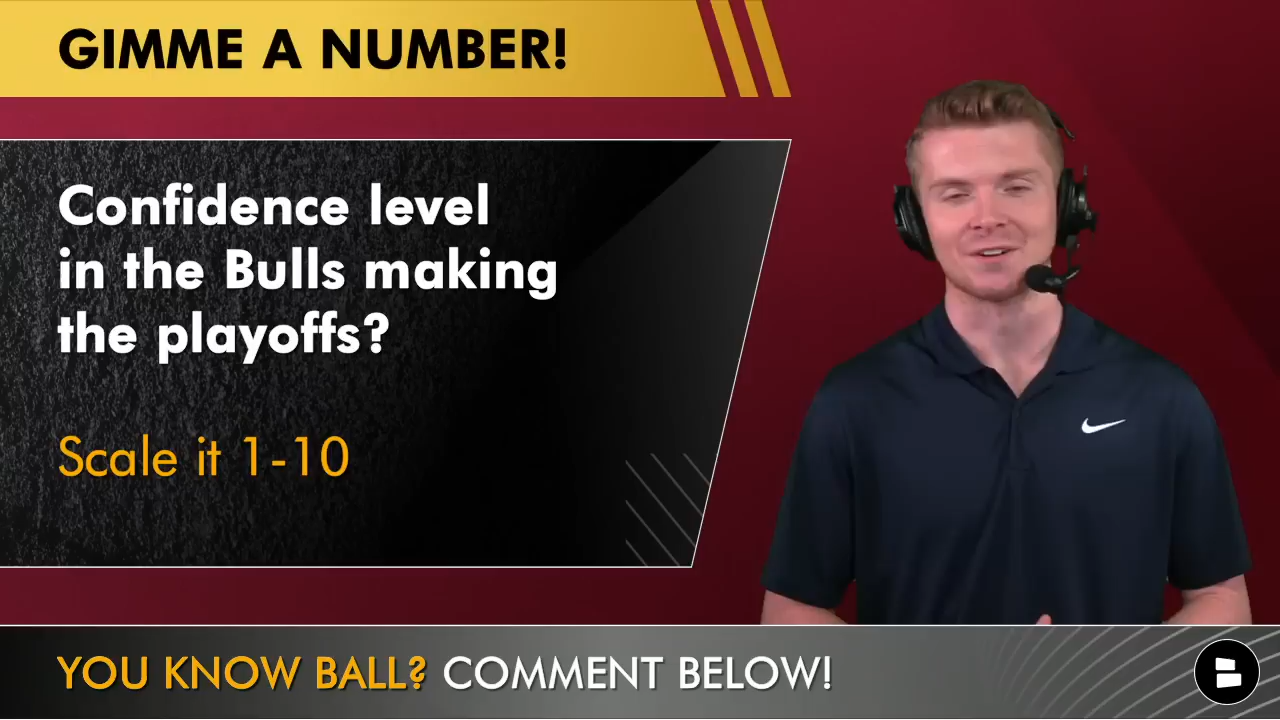 GIMME A NUMBER!
Confidence level
in the Bulls making
the playoffs?
Scale it 1-10
YOU KNOW BALL? COMMENT BELOW!